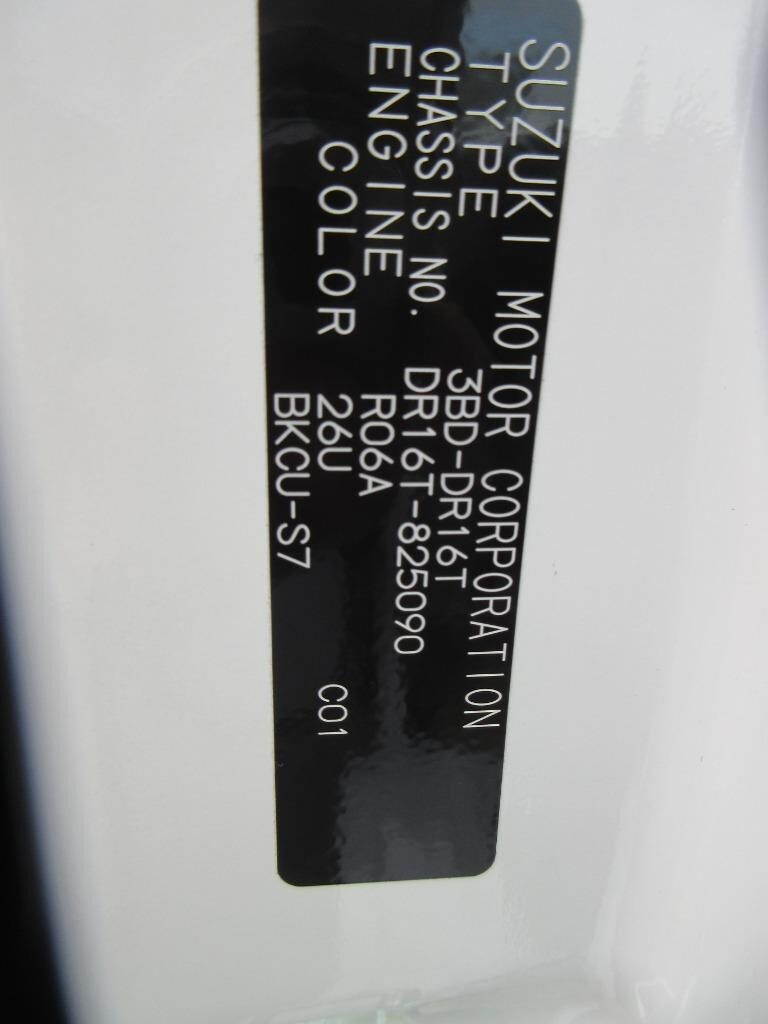 SUZUKI MOTOR CORPORATION
TYPE 3BD-DR16T
CHASSIS NO. DR16T-825090
ENGINE R06A
COLOR 26U C01
BKCU-S7